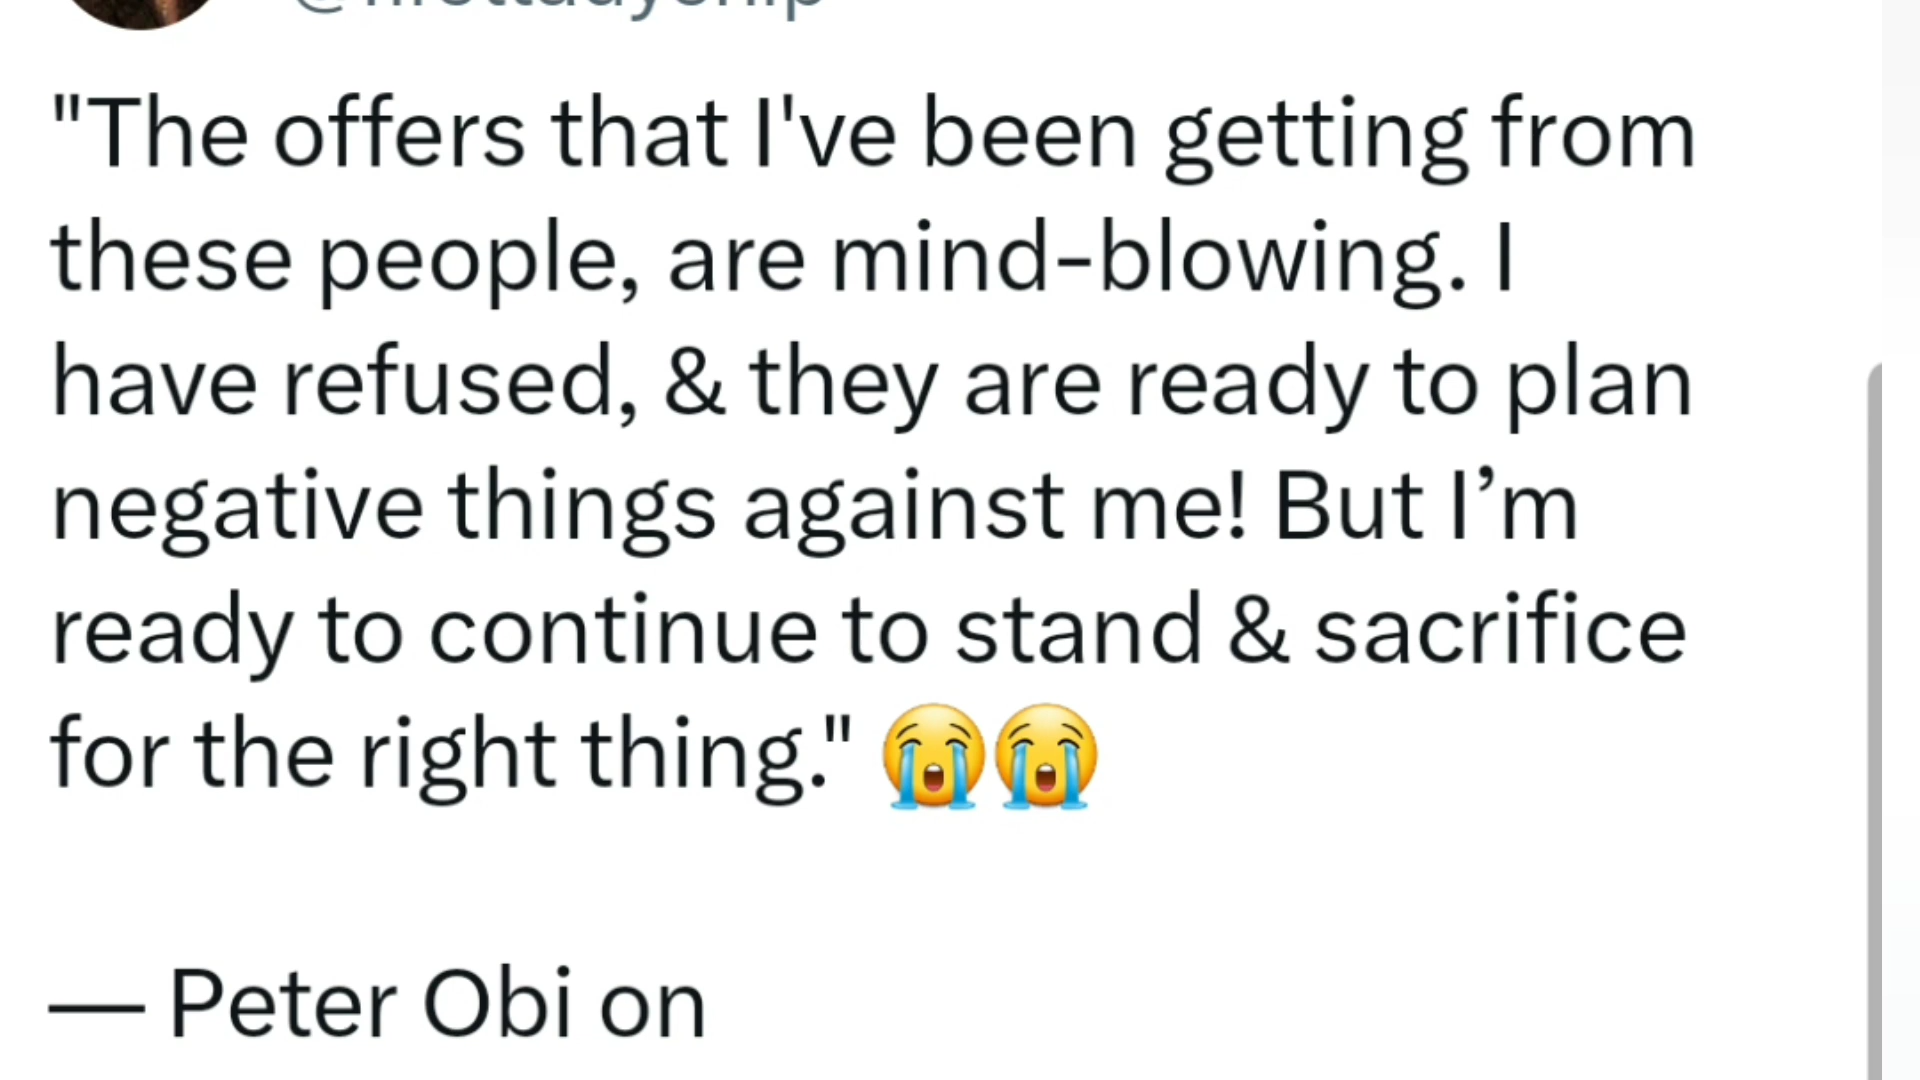 "The offers that I've been getting from
these people, are mind-blowing. I
have refused, & they are ready to plan
negative things against me! But I’m
ready to continue to stand & sacrifice
for the right thing." 😭😭
— Peter Obi on